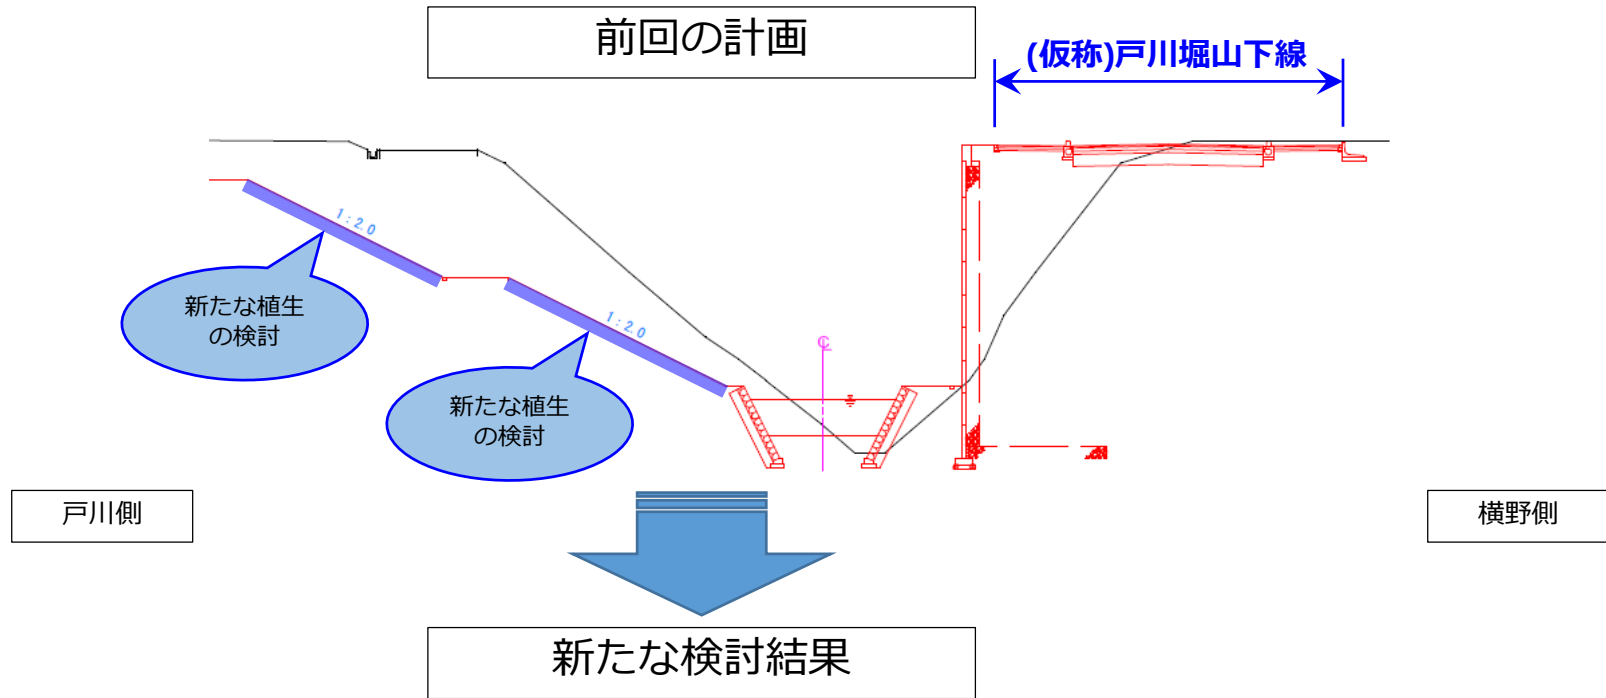 前回の計画
(仮称)戸川堀山下線
1:2.0
新たな植生
の検討
1:2.0
新たな植生
の検討
℄
戸川側
横野側
新たな検討結果